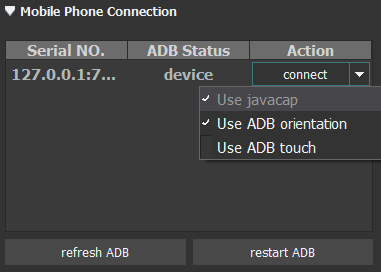 Mobile Phone Connection
Serial NO. ADB Status Action
127.0.0.1:7... device connect
Use javacap
Use ADB orientation
Use ADB touch
refresh ADB restart ADB